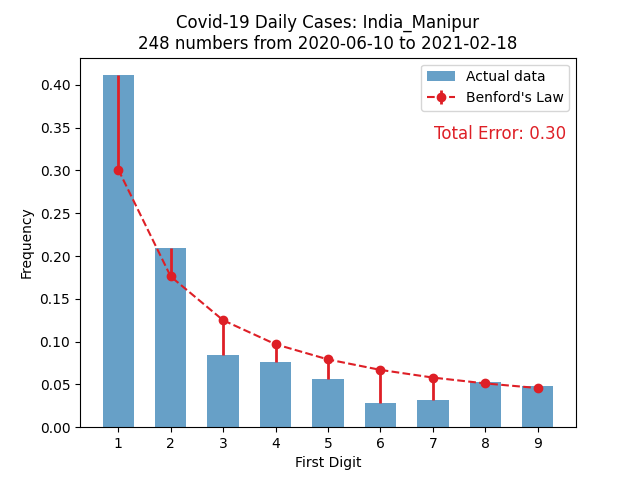 Covid-19 Daily Cases: India_Manipur
248 numbers from 2020-06-10 to 2021-02-18
Actual data
Benford's Law
Total Error: 0.30
Frequency
0.40
0.35
0.30
0.25
0.20
0.15
0.10
0.05
0.00
1 2 3 4 5 6 7 8 9
First Digit